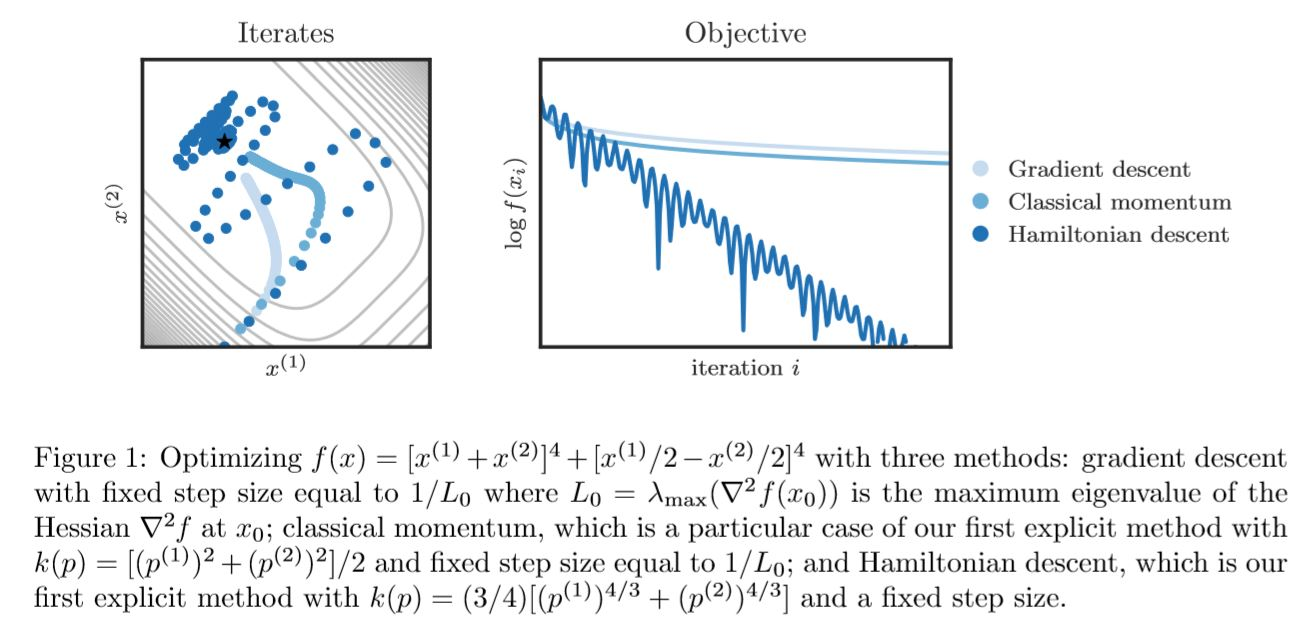 Iterates
Objective
x^(2)
x^(1)
log f(x_i)
iteration i
Gradient descent
Classical momentum
Hamiltonian descent
Figure 1: Optimizing f(x) = [x^(1) + x^(2)]^4 + [x^(1)/2 − x^(2)/2]^4 with three methods: gradient descent
with fixed step size equal to 1/L_0 where L_0 = λ_max(∇^2 f(x_0)) is the maximum eigenvalue of the
Hessian ∇^2 f at x_0; classical momentum, which is a particular case of our first explicit method with
k(p) = [(p^(1))^2 + (p^(2))^2]/2 and fixed step size equal to 1/L_0; and Hamiltonian descent, which is our
first explicit method with k(p) = (3/4)[(p^(1))^4/3 + (p^(2))^4/3] and a fixed step size.